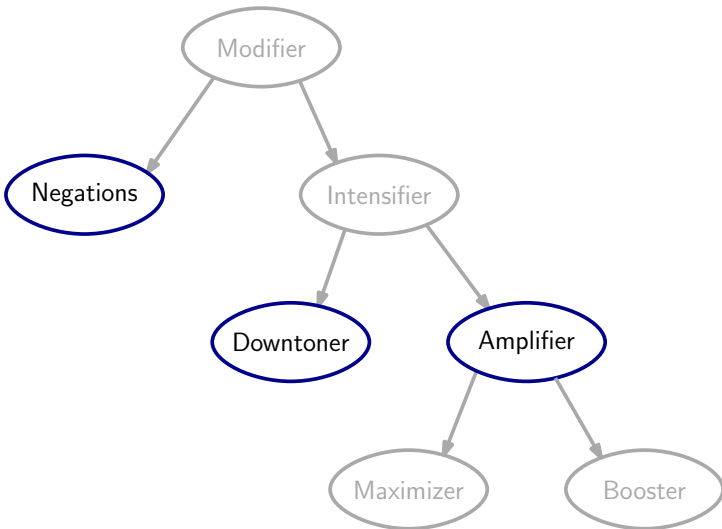 Modifier
Negations
Intensifier
Downtoner
Amplifier
Maximizer
Booster